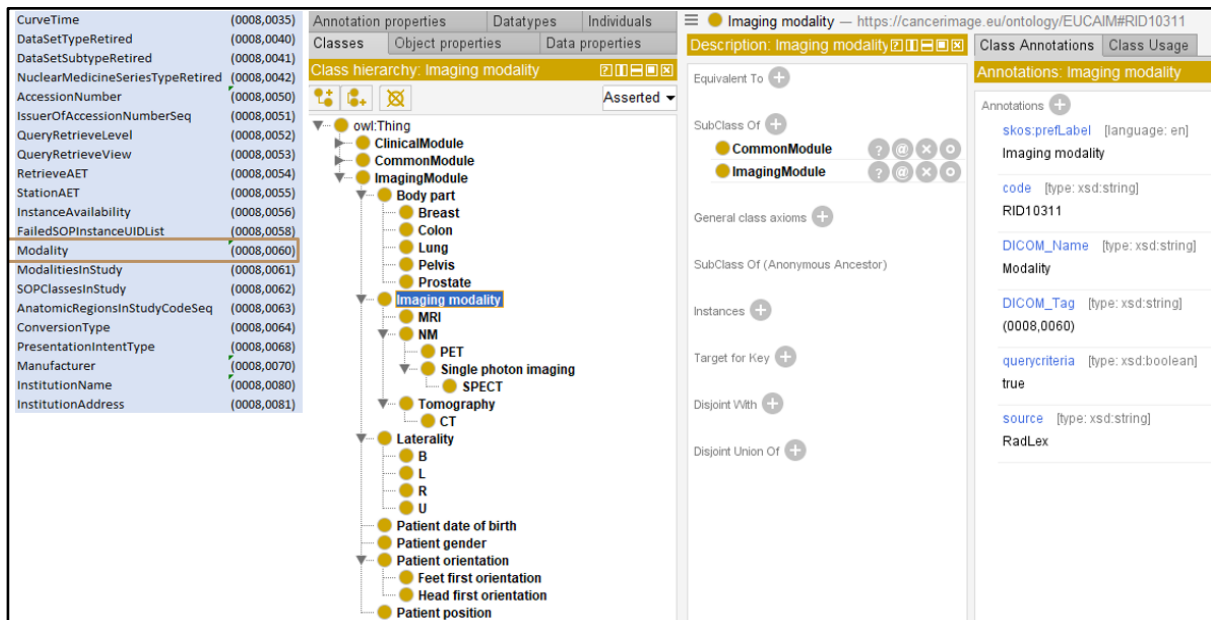 CurveTime (0008,0035)
DataSetTypeRetired (0008,0040)
DataSetSubtypeRetired (0008,0041)
NuclearMedicineSeriesTypeRetired (0008,0042)
AccessionNumber (0008,0050)
IssuerOfAccessionNumberSeq (0008,0051)
QueryRetrieveLevel (0008,0052)
QueryRetrieveView (0008,0053)
RetrieveAET (0008,0054)
StationAET (0008,0055)
InstanceAvailability (0008,0056)
FailedSOPInstanceUIDList (0008,0058)
Modality (0008,0060)
ModalitiesInStudy (0008,0061)
SOPClassesInStudy (0008,0062)
AnatomicRegionsInStudyCodeSeq (0008,0063)
ConversionType (0008,0064)
PresentationIntentType (0008,0068)
Manufacturer (0008,0070)
InstitutionName (0008,0080)
InstitutionAddress (0008,0081)
Annotation properties Datatypes Individuals
Classes Object properties Data properties
Class hierarchy: Imaging modality
Asserted
owl:Thing
ClinicalModule
CommonModule
ImagingModule
Body part
Breast
Colon
Lung
Pelvis
Prostate
Imaging modality
MRI
NM
PET
Single photon imaging
SPECT
Tomography
CT
Laterality
B
L
R
U
Patient date of birth
Patient gender
Patient orientation
Feet first orientation
Head first orientation
Patient position
Imaging modality — https://cancerimage.eu/ontology/EUCAIM#RID10311
Description: Imaging modality
Equivalent To
SubClass Of
CommonModule
ImagingModule
General class axioms
SubClass Of (Anonymous Ancestor)
Instances
Target for Key
Disjoint With
Disjoint Union Of
Class Annotations Class Usage
Annotations: Imaging modality
Annotations
skos:prefLabel [language: en]
Imaging modality
code [type: xsd:string]
RID10311
DICOM_Name [type: xsd:string]
Modality
DICOM_Tag [type: xsd:string]
(0008,0060)
querycriteria [type: xsd:boolean]
true
source [type: xsd:string]
RadLex